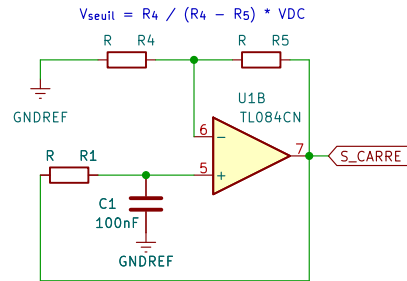 Vseuil = R4 / (R4 - R5) * VDC
R R4
R R5
GNDREF
U1B
TL084CN
6
-
7
S_CARRE
5
+
R R1
C1
100nF
GNDREF